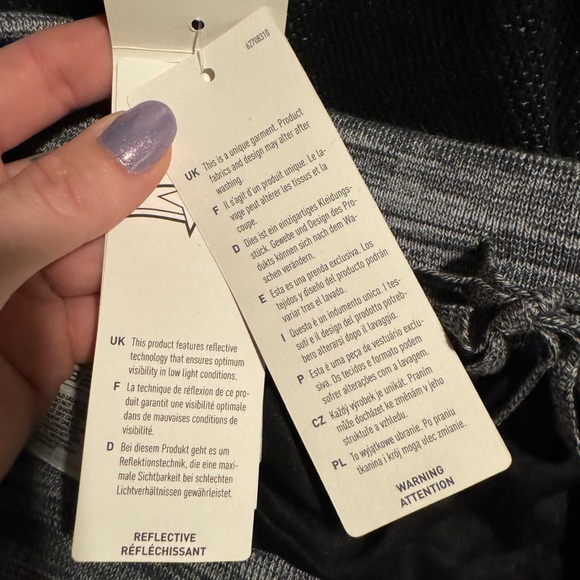 62708310
UK This is a unique garment. Product
fabrics and design may alter after
washing.
F Il s'agit d'un produit unique. Le la-
vage peut altérer les tissus et la
coupe.
D Dies ist ein einzigartiges Kleidungs-
stück. Gewebe und Design des Pro-
dukts können sich nach dem Wa-
schen verändern.
E Esta es una prenda exclusiva. Los
tejidos y diseño del producto podrán
variar tras el lavado.
I Questo è un indumento unico. I tes-
suti e il design del prodotto potreb-
bero alterarsi dopo il lavaggio.
P Esta é uma peça de vestuário exclu-
siva. Os tecidos e formato podem
sofrer alterações com a lavagem.
CZ Každý výrobek je unikát. Praním
může docházet ke změnám v jeho
struktuře a vzhledu.
PL To wyjątkowe ubranie. Po praniu
tkanina i krój mogą ulec zmianie.
WARNING
ATTENTION
UK This product features reflective
technology that ensures optimum
visibility in low light conditions.
F La technique de réflexion de ce pro-
duit garantit une visibilité optimale
dans de mauvaises conditions de
visibilité.
D Bei diesem Produkt geht es um
Reflektionstechnik, die eine maxi-
male Sichtbarkeit bei schlechten
Lichtverhältnissen gewährleistet.
REFLECTIVE
RÉFLÉCHISSANT